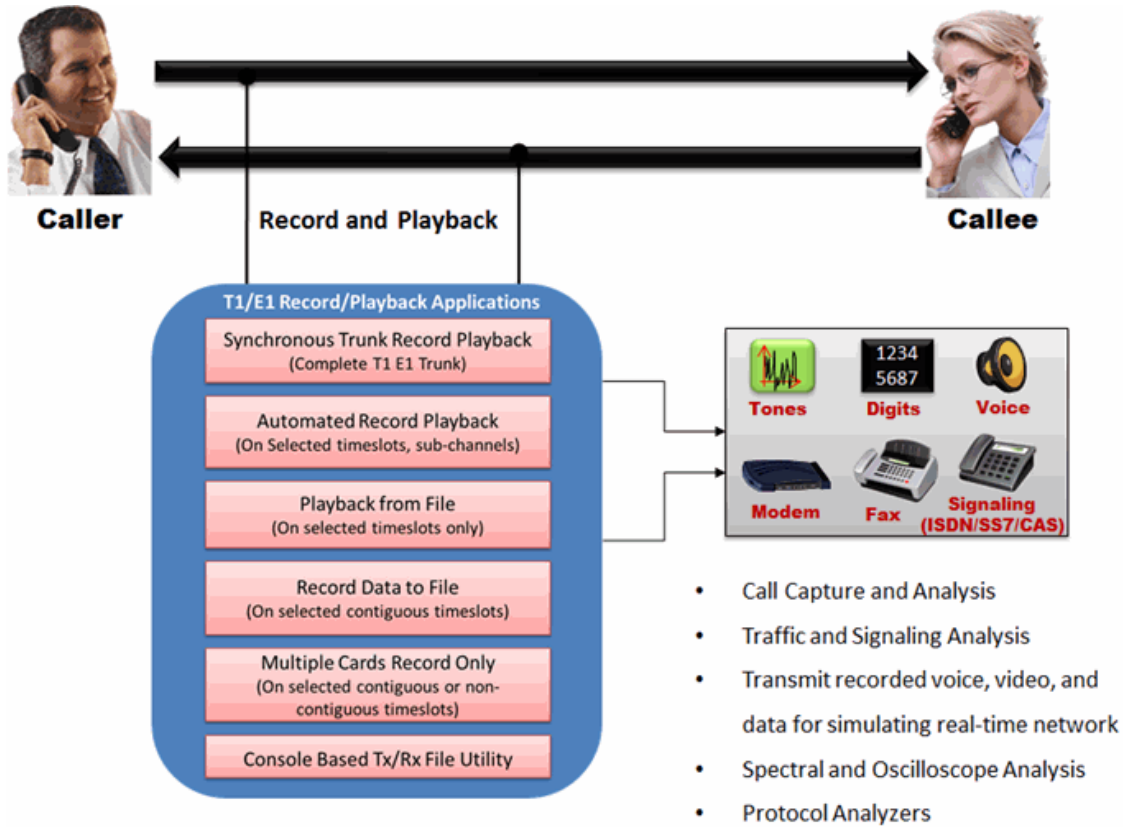 Caller
Record and Playback
Callee
T1/E1 Record/Playback Applications
Synchronous Trunk Record Playback
(Complete T1 E1 Trunk)
Automated Record Playback
(On Selected timeslots, sub-channels)
Playback from File
(On selected timeslots only)
Record Data to File
(On selected contiguous timeslots)
Multiple Cards Record Only
(On selected contiguous or non-
contiguous timeslots)
Console Based Tx/Rx File Utility
1234
5687
Tones
Digits
Voice
Modem
Fax
Signaling
(ISDN/SS7/CAS)
• Call Capture and Analysis
• Traffic and Signaling Analysis
• Transmit recorded voice, video, and
data for simulating real-time network
• Spectral and Oscilloscope Analysis
• Protocol Analyzers